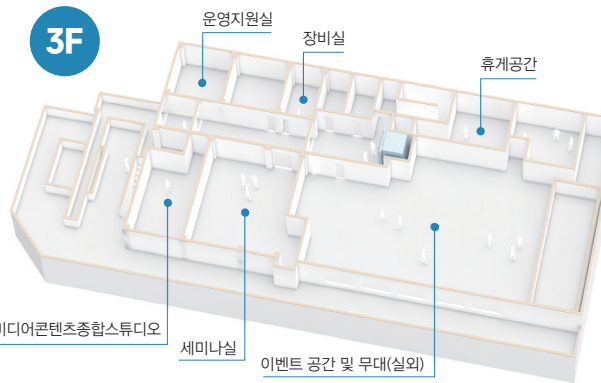 3F
운영지원실
장비실
휴게공간
미디어콘텐츠종합스튜디오
세미나실
이벤트 공간 및 무대(실외)